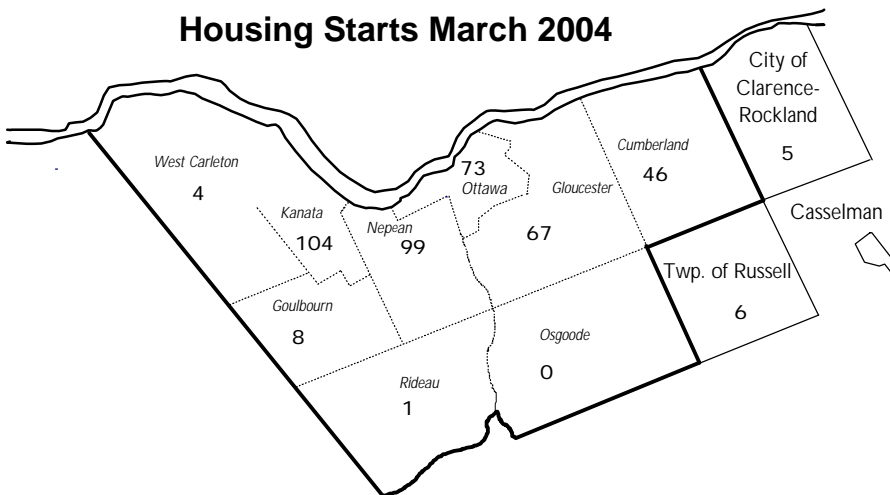 Housing Starts March 2004
City of
Clarence-
Rockland
5
West Carleton
4
73
Ottawa
Cumberland
46
Kanata
104
Nepean
99
Gloucester
67
Casselman
Twp. of Russell
6
Goulbourn
8
Osgoode
0
Rideau
1